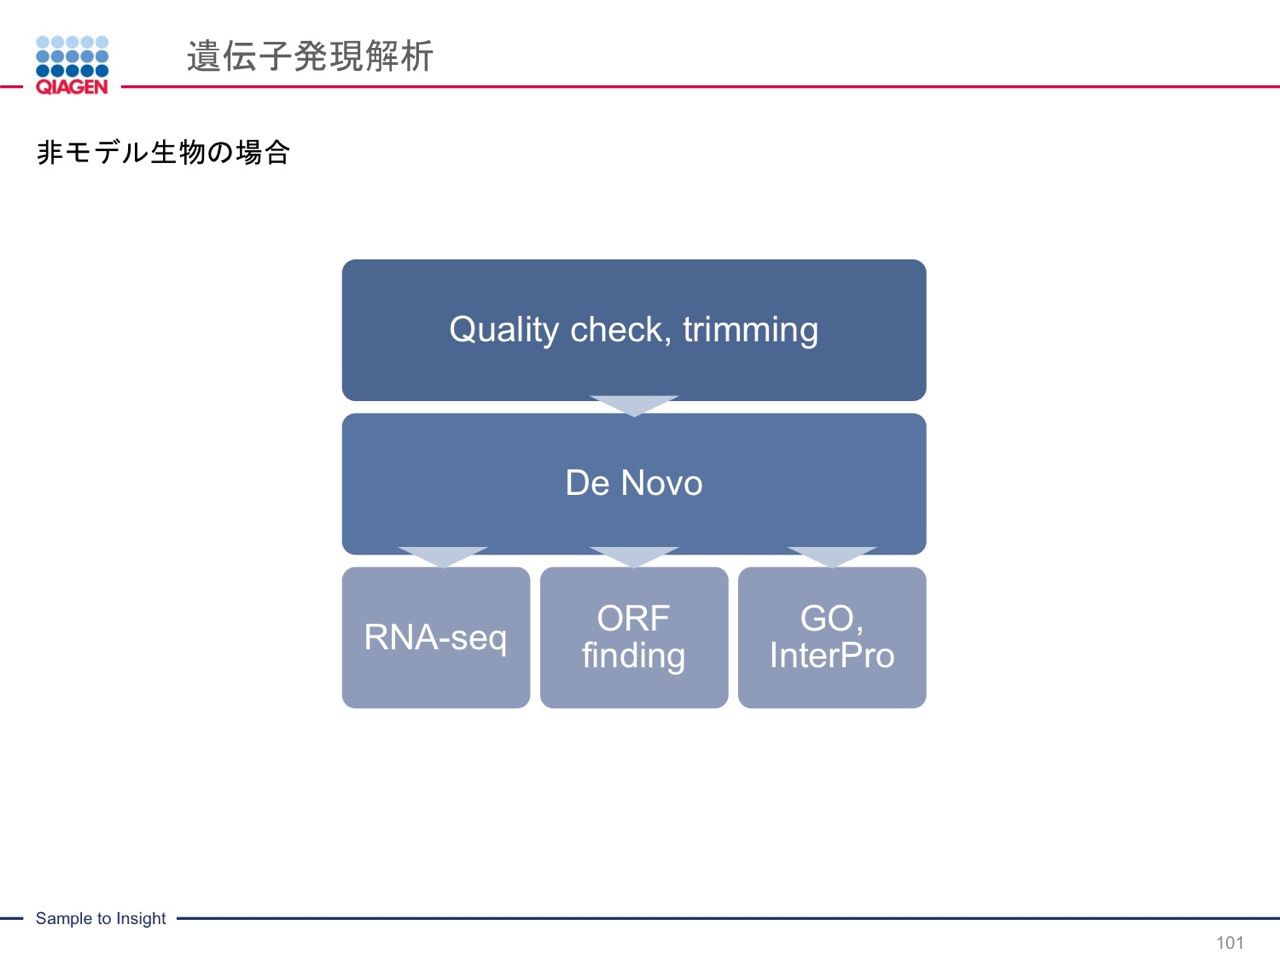 QIAGEN
遺伝子発現解析
非モデル生物の場合
Quality check, trimming
De Novo
RNA-seq
ORF
finding
GO,
InterPro
Sample to Insight
101